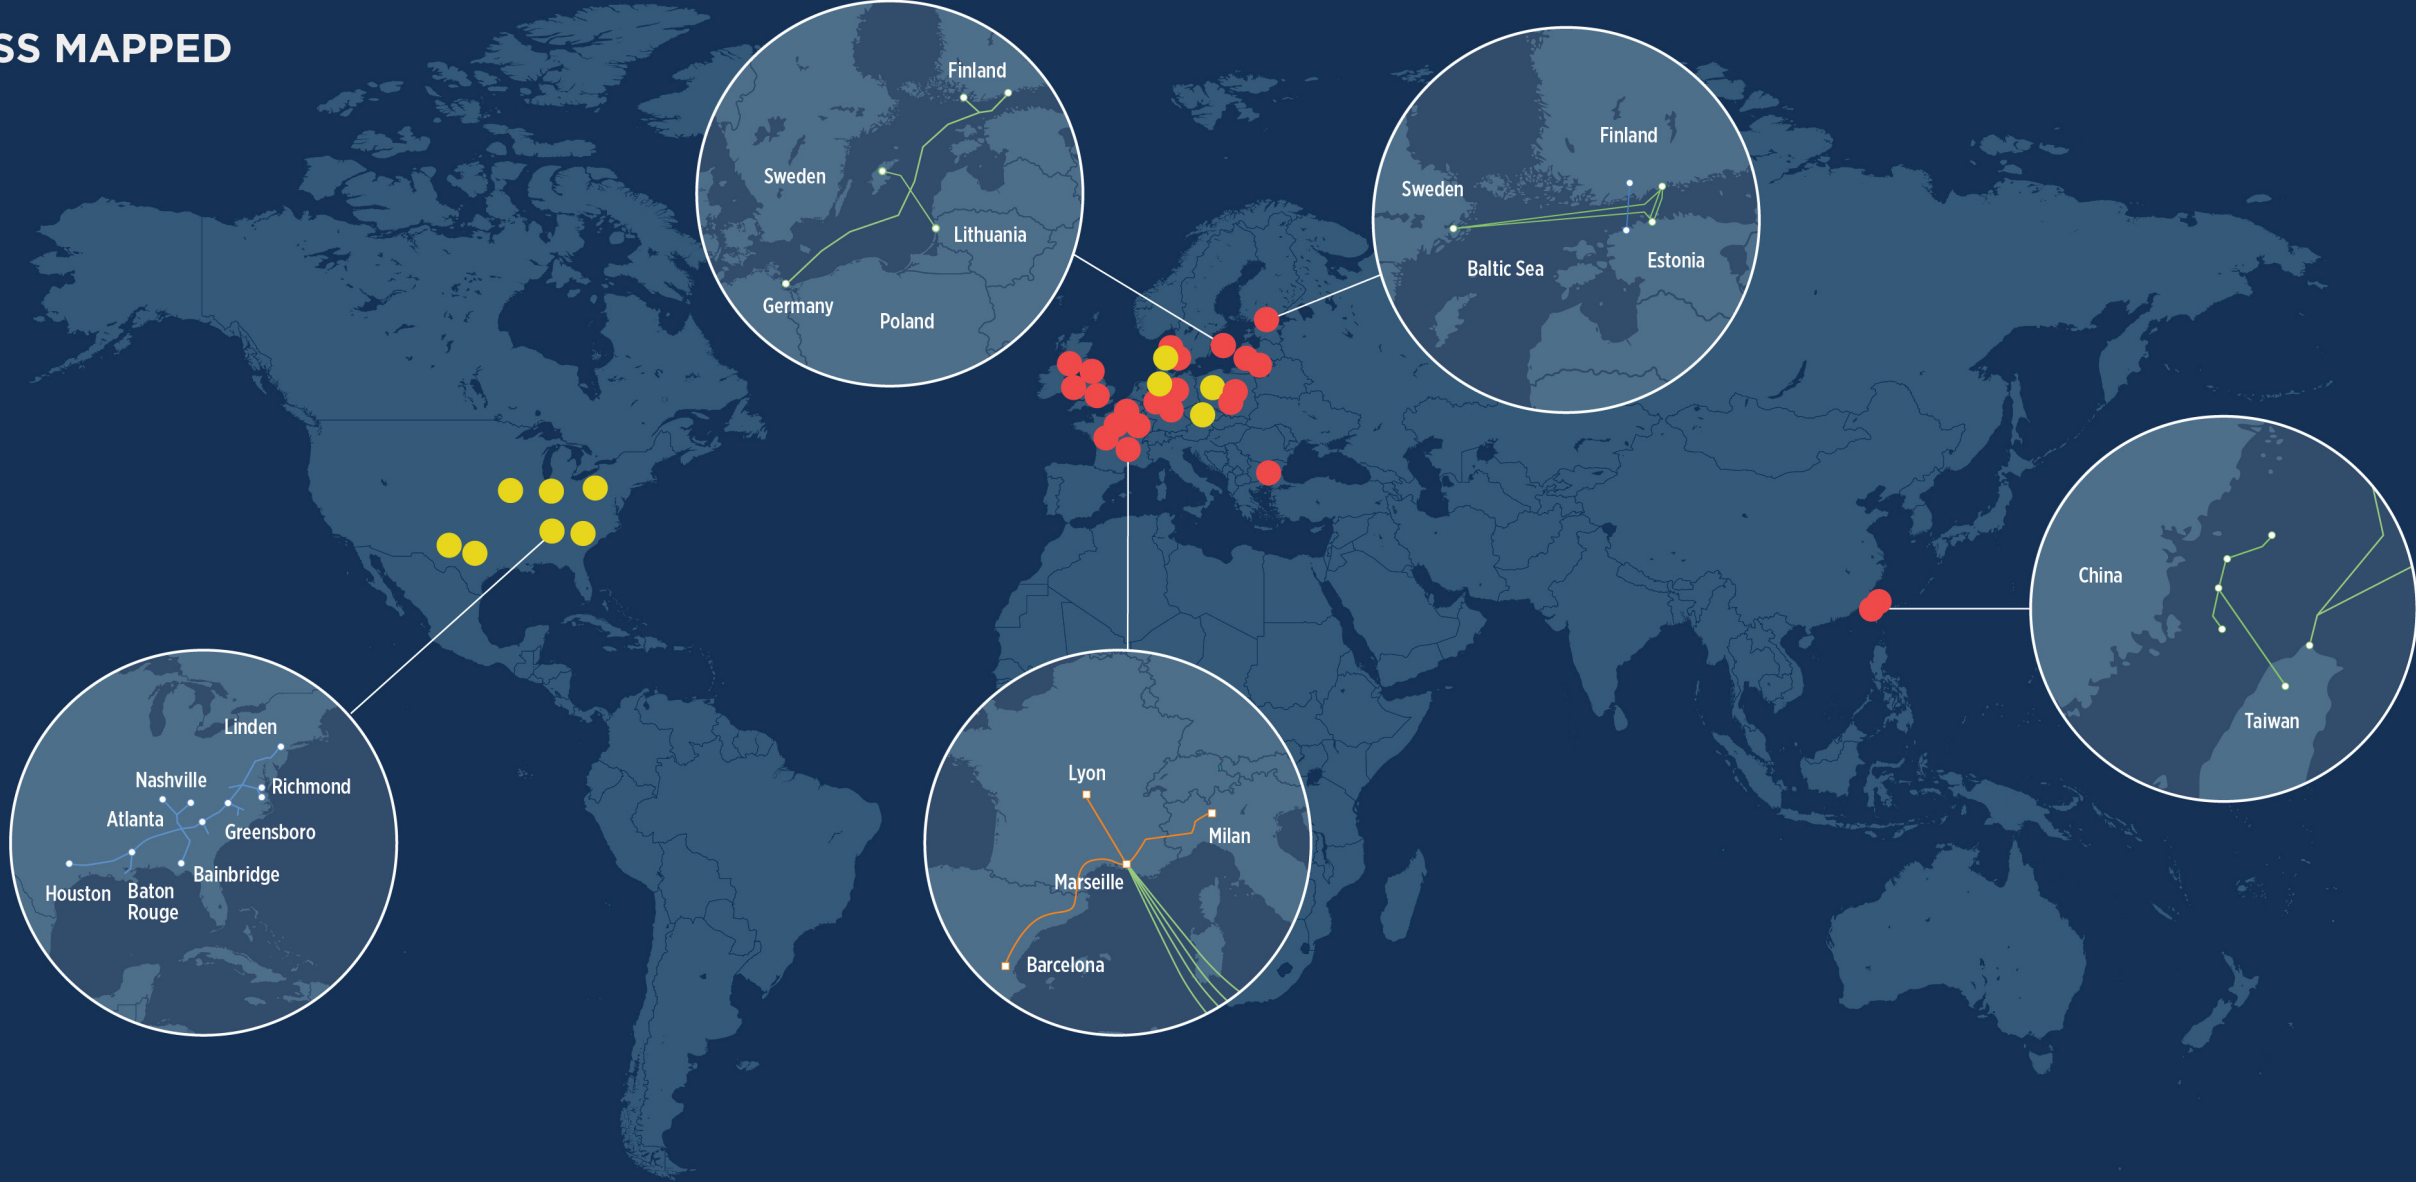 SS MAPPED
Finland
Sweden
Lithuania
Germany
Poland
Finland
Sweden
Baltic Sea
Estonia
China
Taiwan
Linden
Nashville
Richmond
Atlanta
Greensboro
Bainbridge
Houston
Baton
Rouge
Lyon
Milan
Marseille
Barcelona